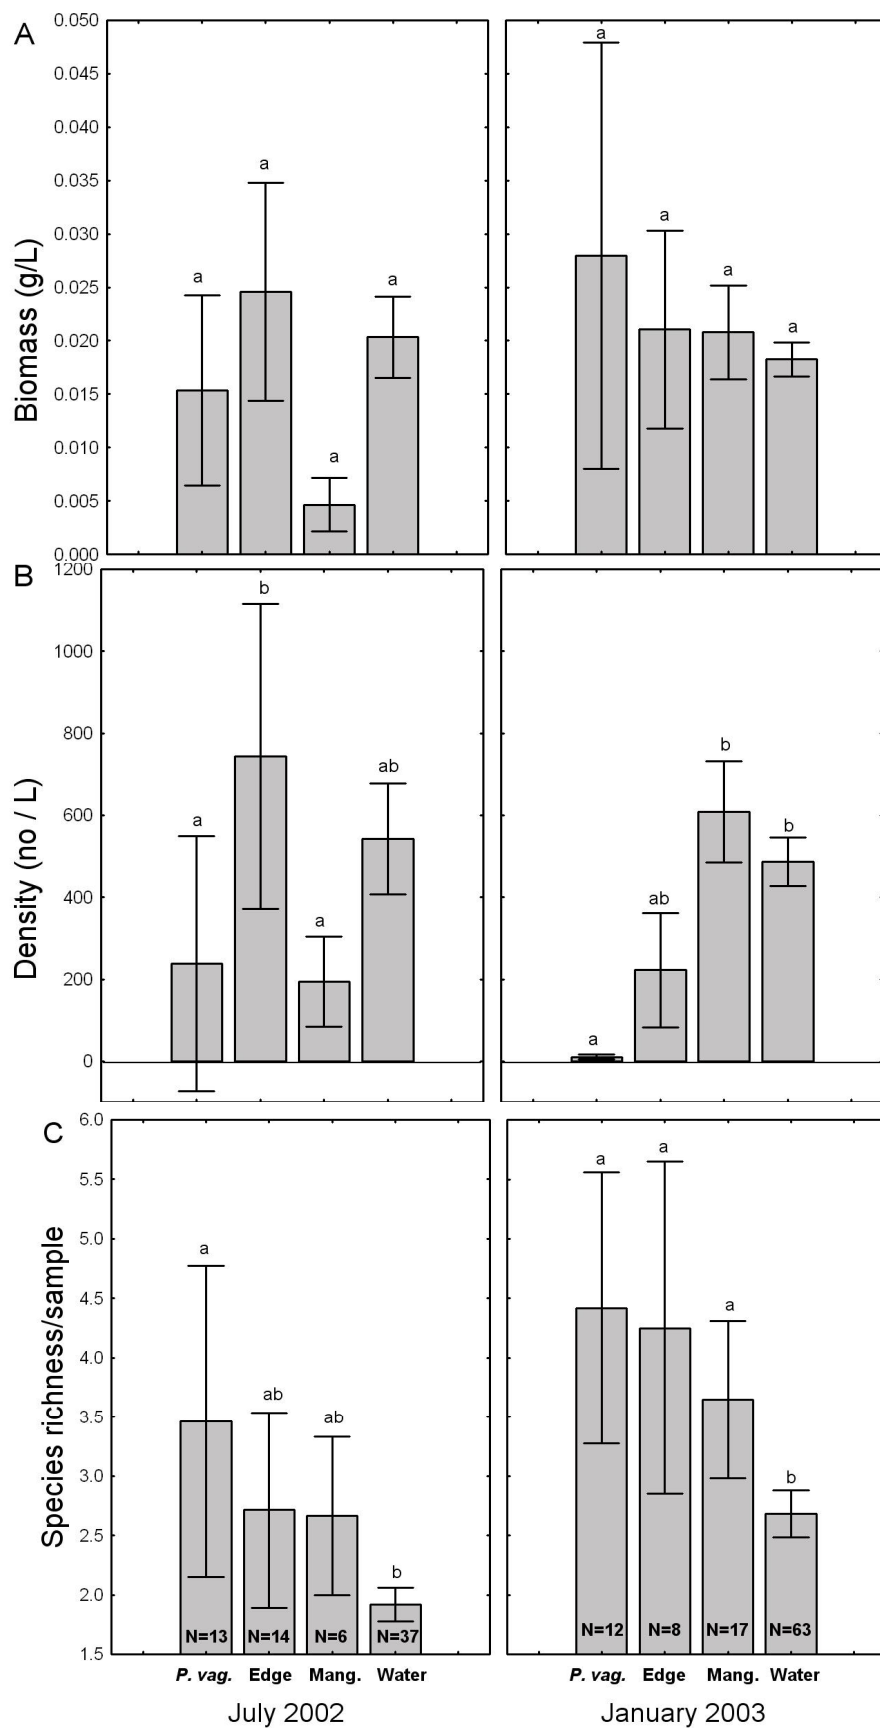 A
Biomass (g/L)
0.050
0.045
0.040
0.035
0.030
0.025
0.020
0.015
0.010
0.005
0.000
a a a a
a a a a
B
Density (no / L)
1200
1000
800
600
400
200
0
a b a ab
a ab b b
C
Species richness/sample
6.0
5.5
5.0
4.5
4.0
3.5
3.0
2.5
2.0
1.5
a ab ab b
a a a b
N=13 N=14 N=6 N=37
N=12 N=8 N=17 N=63
P. vag. Edge Mang. Water
P. vag. Edge Mang. Water
July 2002
January 2003